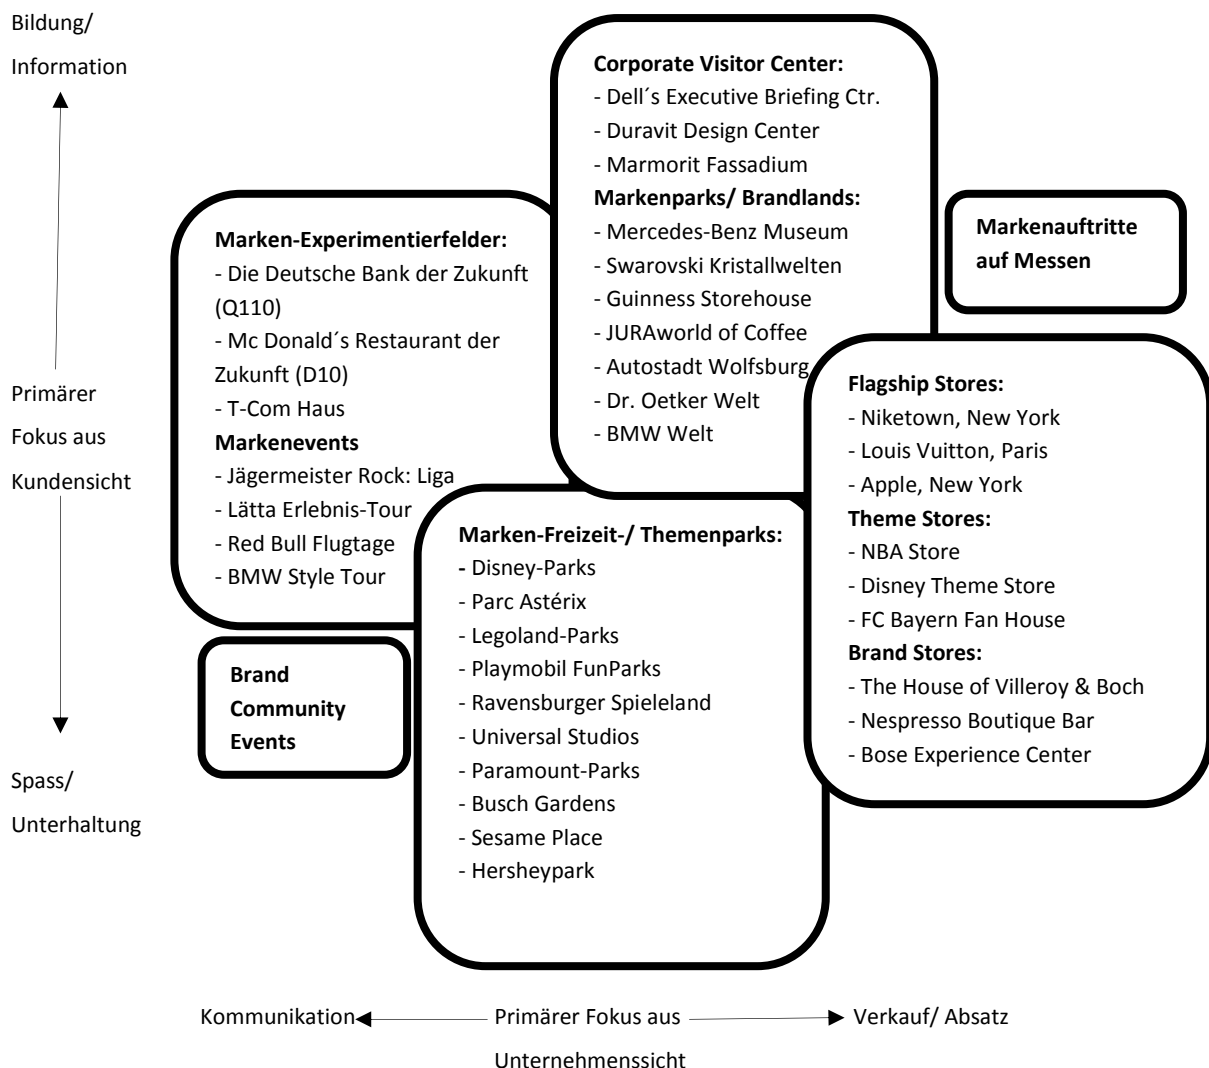 Bildung/
Information
Primärer
Fokus aus
Kundensicht
Spass/
Unterhaltung
Marken-Experimentierfelder:
- Die Deutsche Bank der Zukunft
(Q110)
- Mc Donald´s Restaurant der
Zukunft (D10)
- T-Com Haus
Markenevents
- Jägermeister Rock: Liga
- Lätta Erlebnis-Tour
- Red Bull Flugtage
- BMW Style Tour
Brand
Community
Events
Corporate Visitor Center:
- Dell´s Executive Briefing Ctr.
- Duravit Design Center
- Marmorit Fassadium
Markenparks/ Brandlands:
- Mercedes-Benz Museum
- Swarovski Kristallwelten
- Guinness Storehouse
- JURAworld of Coffee
- Autostadt Wolfsburg
- Dr. Oetker Welt
- BMW Welt
Marken-Freizeit-/ Themenparks:
- Disney-Parks
- Parc Astérix
- Legoland-Parks
- Playmobil FunParks
- Ravensburger Spieleland
- Universal Studios
- Paramount-Parks
- Busch Gardens
- Sesame Place
- Hersheypark
Markenauftritte
auf Messen
Flagship Stores:
- Niketown, New York
- Louis Vuitton, Paris
- Apple, New York
Theme Stores:
- NBA Store
- Disney Theme Store
- FC Bayern Fan House
Brand Stores:
- The House of Villeroy & Boch
- Nespresso Boutique Bar
- Bose Experience Center
Kommunikation
Primärer Fokus aus
Unternehmenssicht
Verkauf/ Absatz